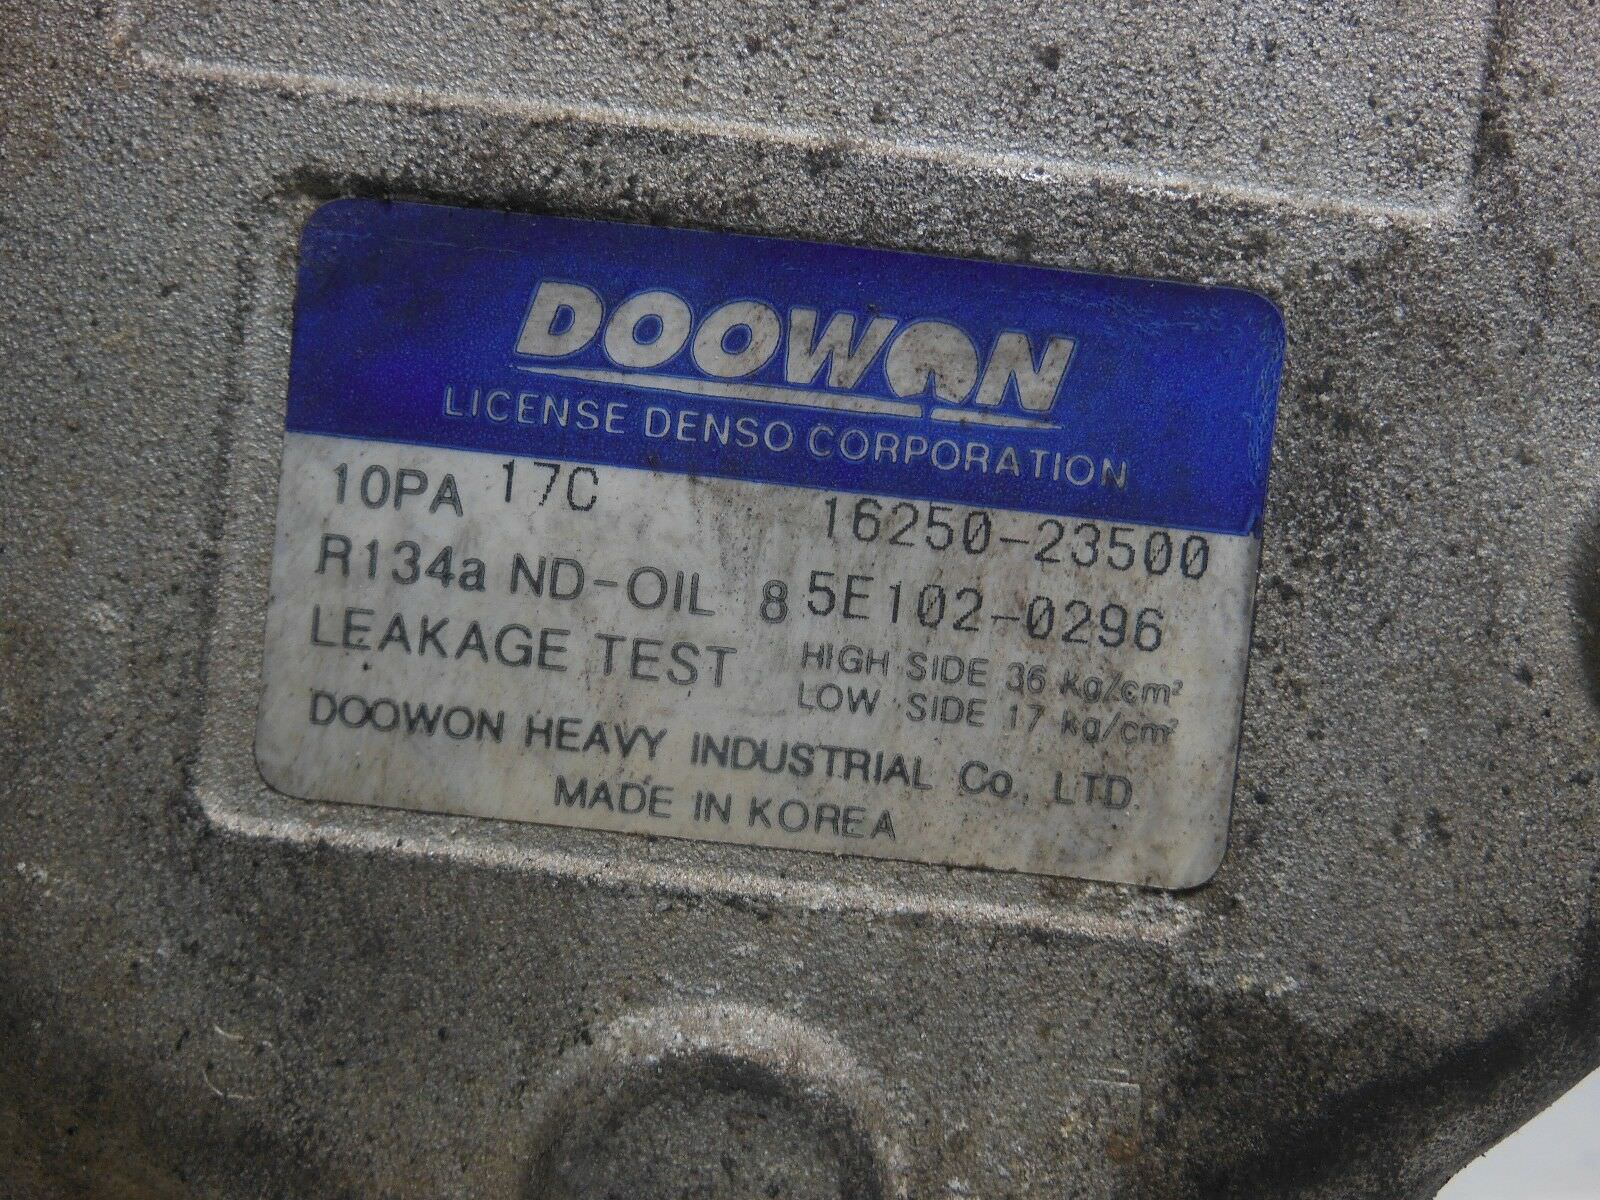 DOOWON
LICENSE DENSO CORPORATION
10PA 17C 16250-23500
R134a ND-OIL 8 5E102-0296
LEAKAGE TEST HIGH SIDE 36 Kg/cm²
LOW SIDE 17 kg/cm²
DOOWON HEAVY INDUSTRIAL Co., LTD.
MADE IN KOREA